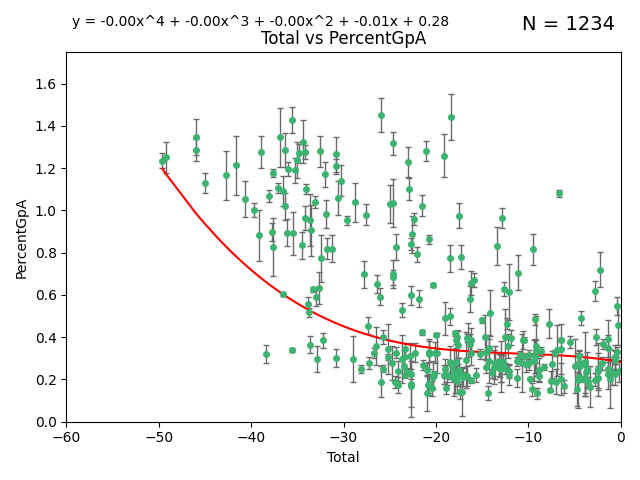 y = -0.00x^4 + -0.00x^3 + -0.00x^2 + -0.01x + 0.28
N = 1234
Total vs PercentGpA
1.6
1.4
1.2
1.0
0.8
0.6
0.4
0.2
0.0
PercentGpA
−60 −50 −40 −30 −20 −10 0
Total